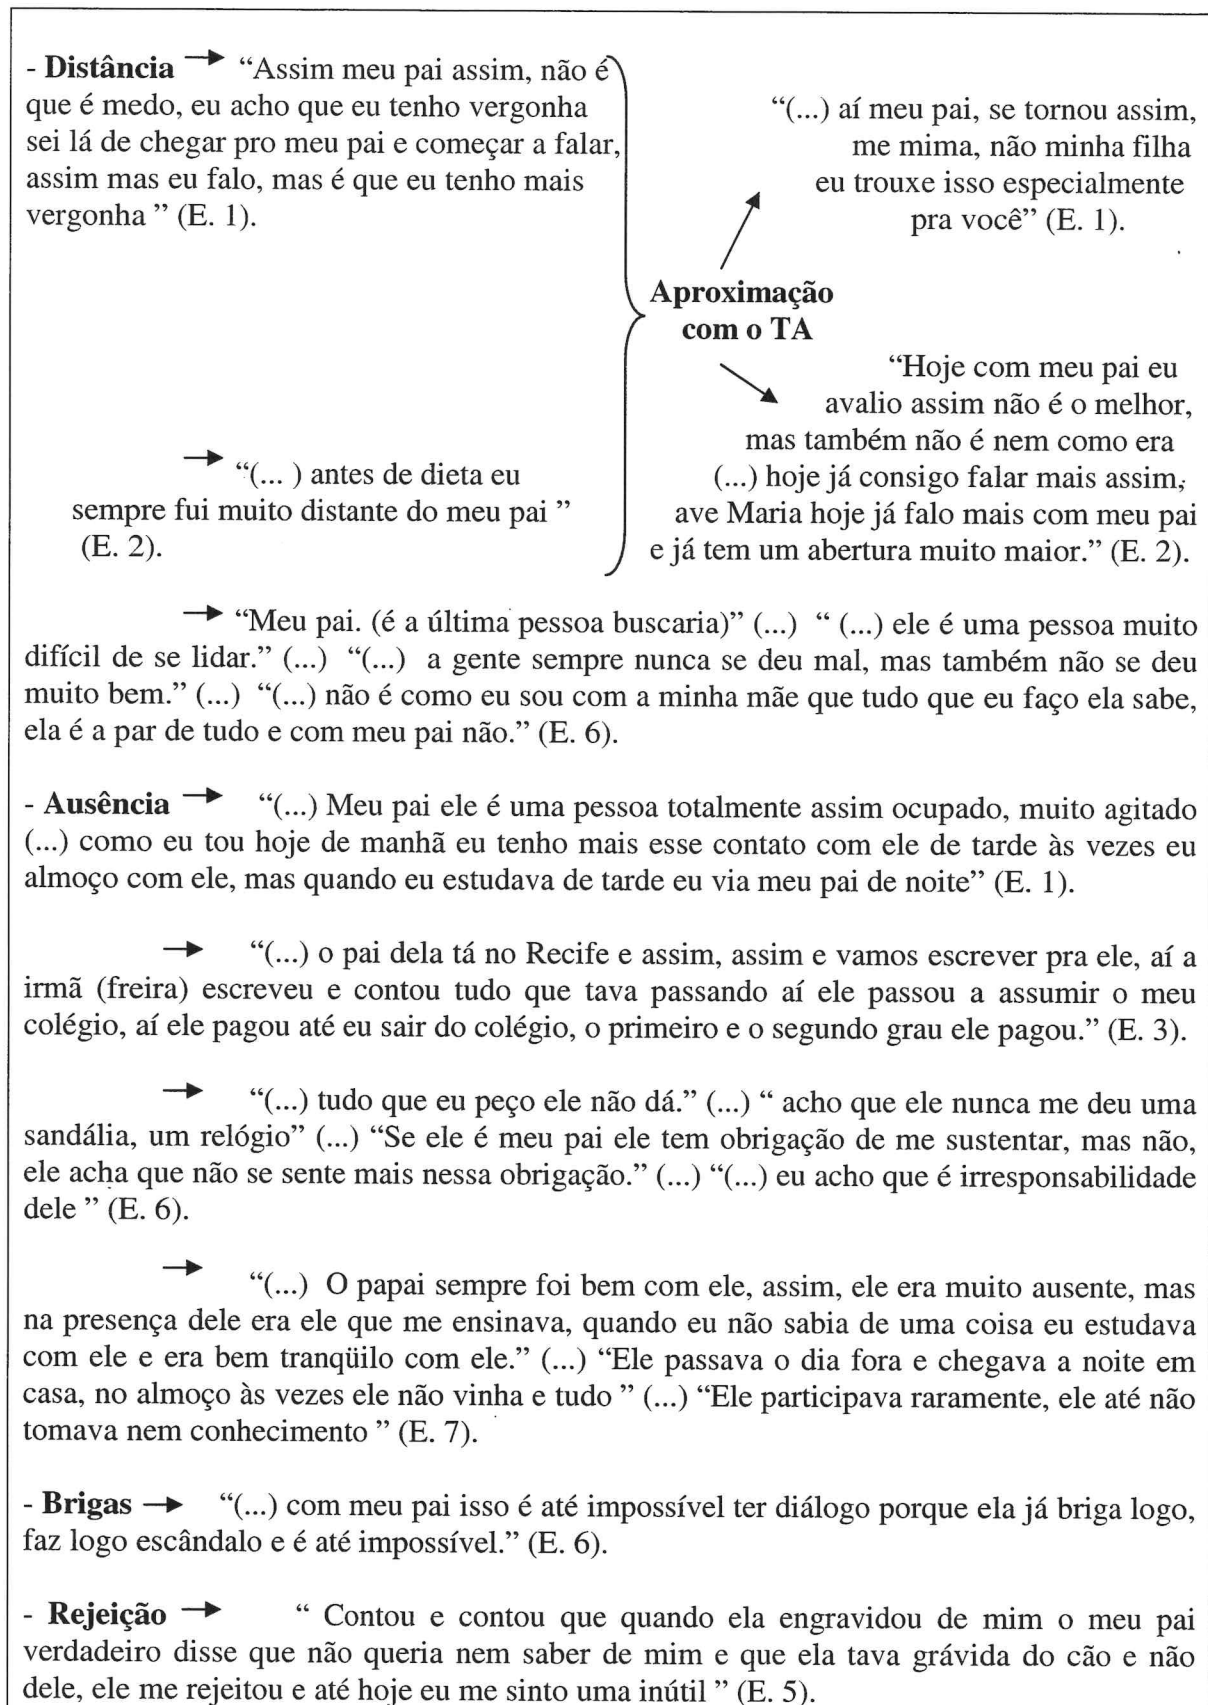 - Distância → “Assim meu pai assim, não é
que é medo, eu acho que eu tenho vergonha
sei lá de chegar pro meu pai e começar a falar,
assim mas eu falo, mas é que eu tenho mais
vergonha ” (E. 1).
“(...) aí meu pai, se tornou assim,
me mima, não minha filha
eu trouxe isso especialmente
pra você” (E. 1).
Aproximação
com o TA
“Hoje com meu pai eu
avalio assim não é o melhor,
mas também não é nem como era
(...) hoje já consigo falar mais assim,
ave Maria hoje já falo mais com meu pai
e já tem um abertura muito maior.” (E. 2).
→ “(... ) antes de dieta eu
sempre fui muito distante do meu pai ”
(E. 2).
→ “Meu pai. (é a última pessoa buscaria)” (...) “ (...) ele é uma pessoa muito
difícil de se lidar.” (...) “(...) a gente sempre nunca se deu mal, mas também não se deu
muito bem.” (...) “(...) não é como eu sou com a minha mãe que tudo que eu faço ela sabe,
ela é a par de tudo e com meu pai não.” (E. 6).
- Ausência → “(...) Meu pai ele é uma pessoa totalmente assim ocupado, muito agitado
(...) como eu tou hoje de manhã eu tenho mais esse contato com ele de tarde às vezes eu
almoço com ele, mas quando eu estudava de tarde eu via meu pai de noite” (E. 1).
→ “(...) o pai dela tá no Recife e assim, assim e vamos escrever pra ele, aí a
irmã (freira) escreveu e contou tudo que tava passando aí ele passou a assumir o meu
colégio, aí ele pagou até eu sair do colégio, o primeiro e o segundo grau ele pagou.” (E. 3).
→ “(...) tudo que eu peço ele não dá.” (...) “ acho que ele nunca me deu uma
sandália, um relógio” (...) “Se ele é meu pai ele tem obrigação de me sustentar, mas não,
ele acha que não se sente mais nessa obrigação.” (...) “(...) eu acho que é irresponsabilidade
dele ” (E. 6).
→ “(...) O papai sempre foi bem com ele, assim, ele era muito ausente, mas
na presença dele era ele que me ensinava, quando eu não sabia de uma coisa eu estudava
com ele e era bem tranqüilo com ele.” (...) “Ele passava o dia fora e chegava a noite em
casa, no almoço às vezes ele não vinha e tudo ” (...) “Ele participava raramente, ele até não
tomava nem conhecimento ” (E. 7).
- Brigas → “(...) com meu pai isso é até impossível ter diálogo porque ela já briga logo,
faz logo escândalo e é até impossível.” (E. 6).
- Rejeição → “ Contou e contou que quando ela engravidou de mim o meu pai
verdadeiro disse que não queria nem saber de mim e que ela tava grávida do cão e não
dele, ele me rejeitou e até hoje eu me sinto uma inútil ” (E. 5).